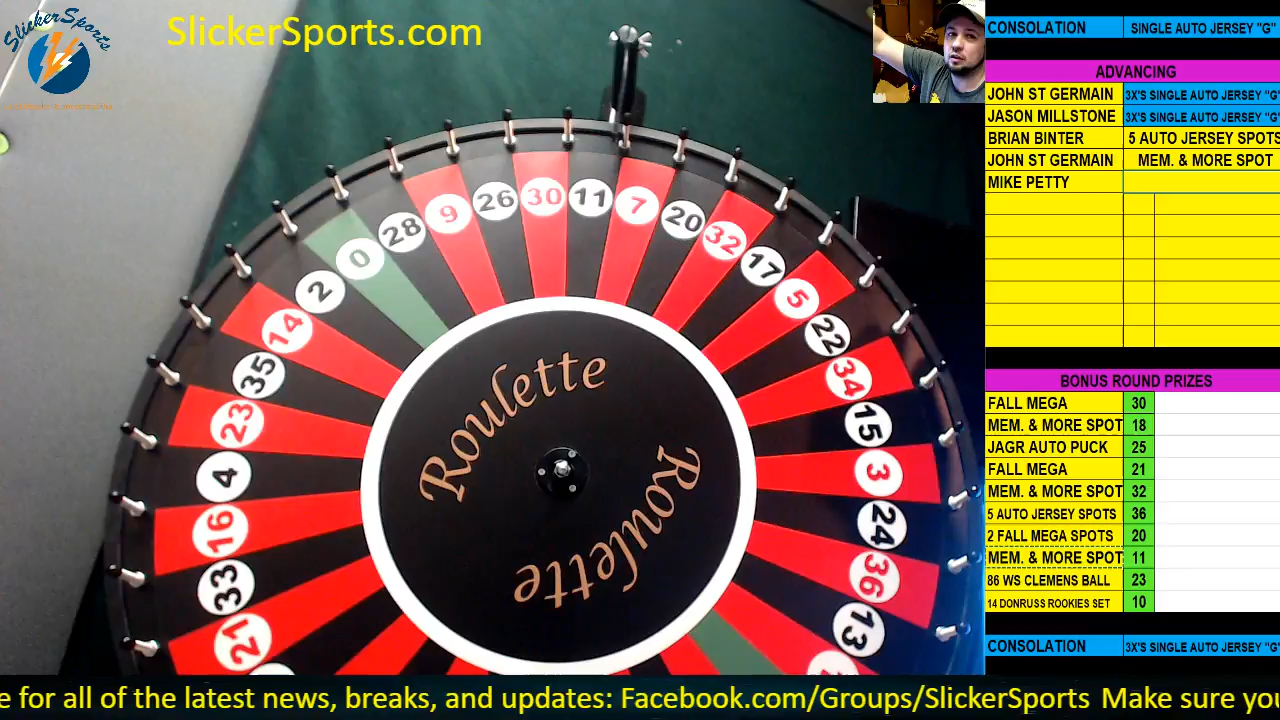 SlickerSports
SlickerSports.com
CONSOLATION SINGLE AUTO JERSEY "G"
ADVANCING
JOHN ST GERMAIN 3X'S SINGLE AUTO JERSEY "G"
JASON MILLSTONE 3X'S SINGLE AUTO JERSEY "G"
BRIAN BINTER 5 AUTO JERSEY SPOTS
JOHN ST GERMAIN MEM. & MORE SPOT
MIKE PETTY
BONUS ROUND PRIZES
FALL MEGA 30
MEM. & MORE SPOT 18
JAGR AUTO PUCK 25
FALL MEGA 21
MEM. & MORE SPOT 32
5 AUTO JERSEY SPOTS 36
2 FALL MEGA SPOTS 20
MEM. & MORE SPOT 11
86 WS CLEMENS BALL 23
14 DONRUSS ROOKIES SET 10
CONSOLATION 3X'S SINGLE AUTO JERSEY "G"
21 33 16 4 23 35 14 2 0 28 9 26 30 11 7 20 32 17 5 22 34 15 3 24 36 13
Roulette
Roulette
e for all of the latest news, breaks, and updates: Facebook.com/Groups/SlickerSports Make sure you